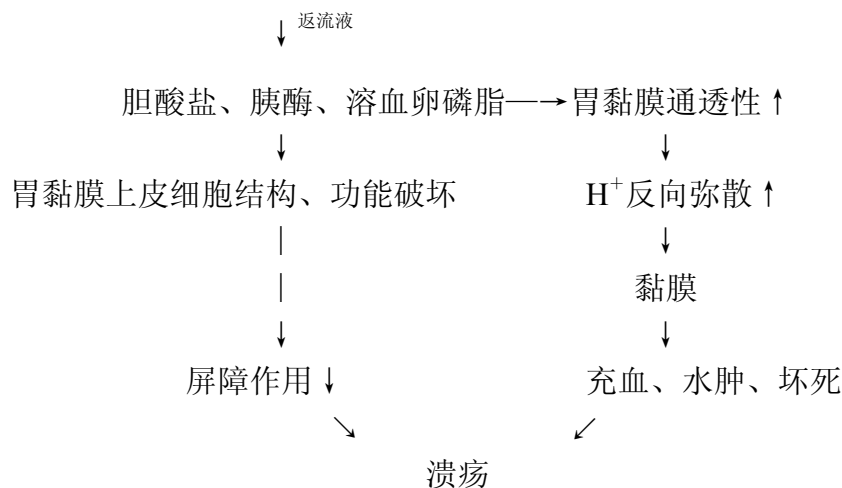 ↓ 返流液
胆酸盐、胰酶、溶血卵磷脂—→胃黏膜通透性↑
↓ ↓
胃黏膜上皮细胞结构、功能破坏 H⁺反向弥散↑
| ↓
| 黏膜
↓ ↓
屏障作用↓ 充血、水肿、坏死
↘ ↙
溃疡